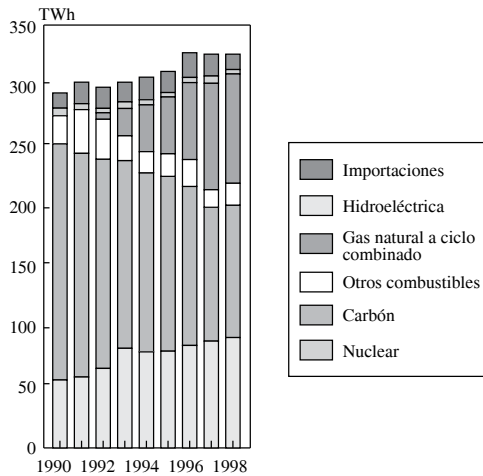 TWh
350
300
250
200
150
100
50
0
1990 1992 1994 1996 1998
Importaciones
Hidroeléctrica
Gas natural a ciclo
combinado
Otros combustibles
Carbón
Nuclear